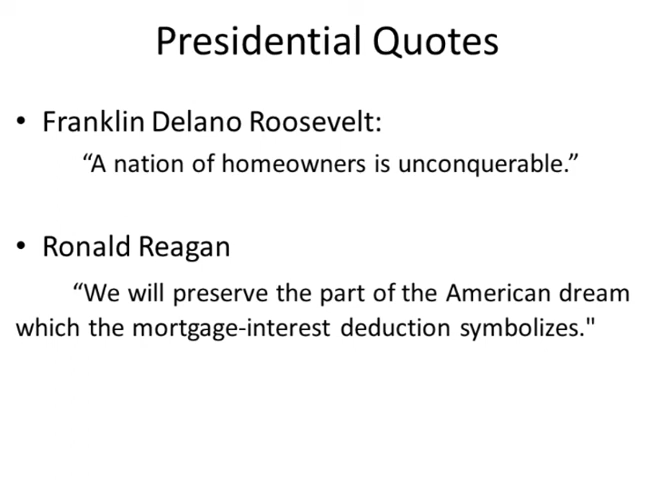 Presidential Quotes
• Franklin Delano Roosevelt:
“A nation of homeowners is unconquerable.”
• Ronald Reagan
“We will preserve the part of the American dream
which the mortgage-interest deduction symbolizes."